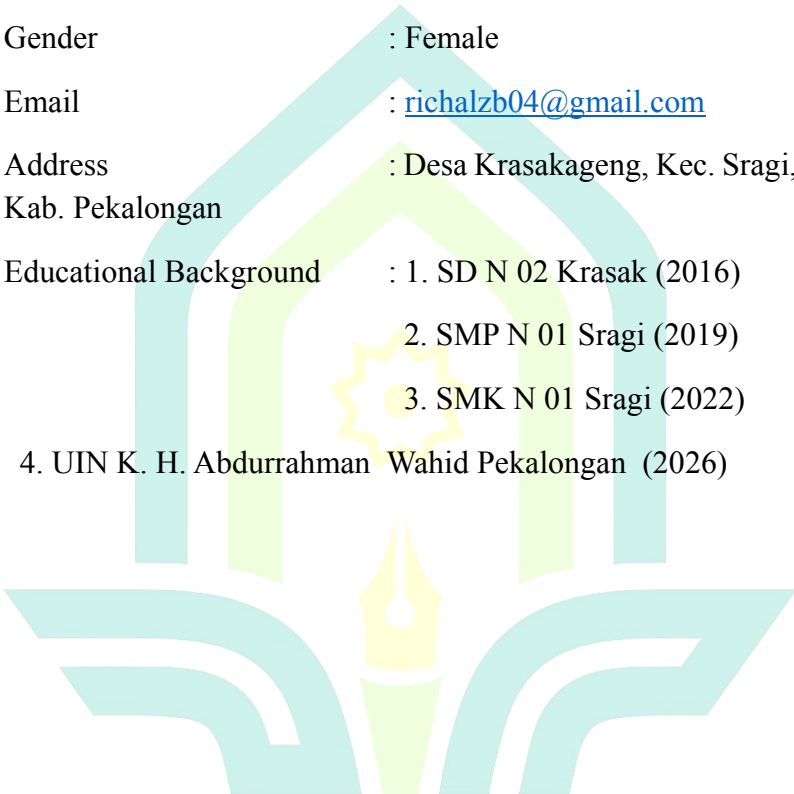 Gender : Female
Email : richalzb04@gmail.com
Address : Desa Krasakageng, Kec. Sragi,
Kab. Pekalongan
Educational Background : 1. SD N 02 Krasak (2016)
2. SMP N 01 Sragi (2019)
3. SMK N 01 Sragi (2022)
4. UIN K. H. Abdurrahman Wahid Pekalongan (2026)